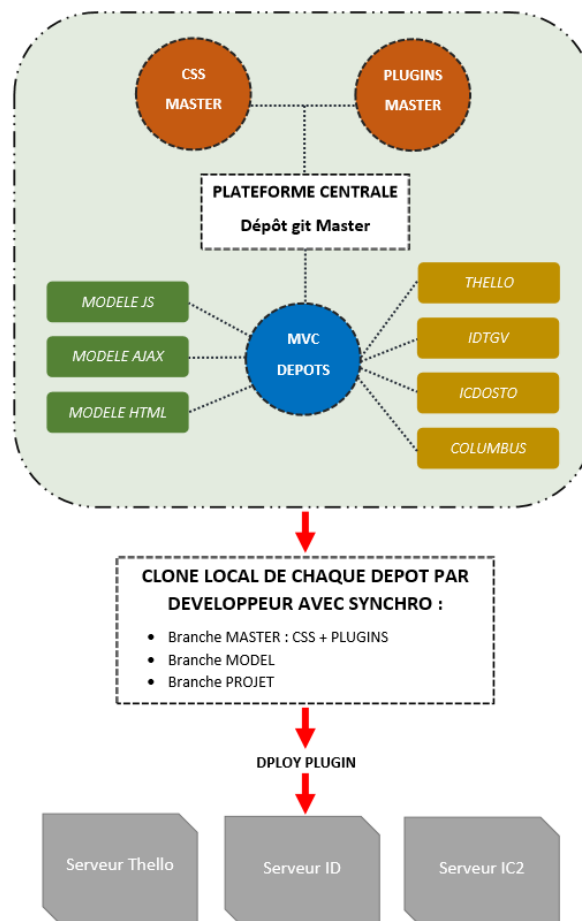 CSS
MASTER
PLUGINS
MASTER
PLATEFORME CENTRALE
Dépôt git Master
MODELE JS
MODELE AJAX
MODELE HTML
MVC
DEPOTS
THELLO
IDTGV
ICDOSTO
COLUMBUS
CLONE LOCAL DE CHAQUE DEPOT PAR
DEVELOPPEUR AVEC SYNCHRO :
• Branche MASTER : CSS + PLUGINS
• Branche MODEL
• Branche PROJET
DPLOY PLUGIN
Serveur Thello
Serveur ID
Serveur IC2